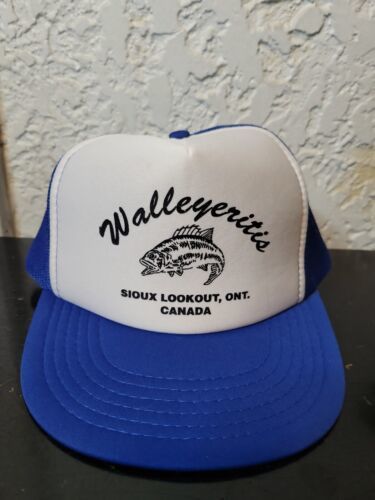 Walleyeritis
SIOUX LOOKOUT, ONT.
CANADA